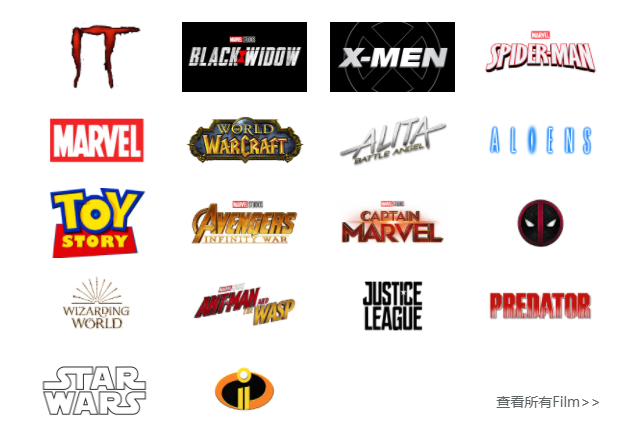 IT
MARVEL STUDIOS
BLACK WIDOW
X-MEN
MARVEL
SPIDER-MAN
MARVEL
WORLD
OF
WARCRAFT
ALITA
BATTLE ANGEL
ALIENS
TOY
STORY
MARVEL STUDIOS
AVENGERS
INFINITY WAR
MARVEL STUDIOS
CAPTAIN
MARVEL
WIZARDING
WORLD
MARVEL STUDIOS
ANT-MAN AND
THE WASP
JUSTICE
LEAGUE
PREDATOR
STAR
WARS
查看所有Film>>